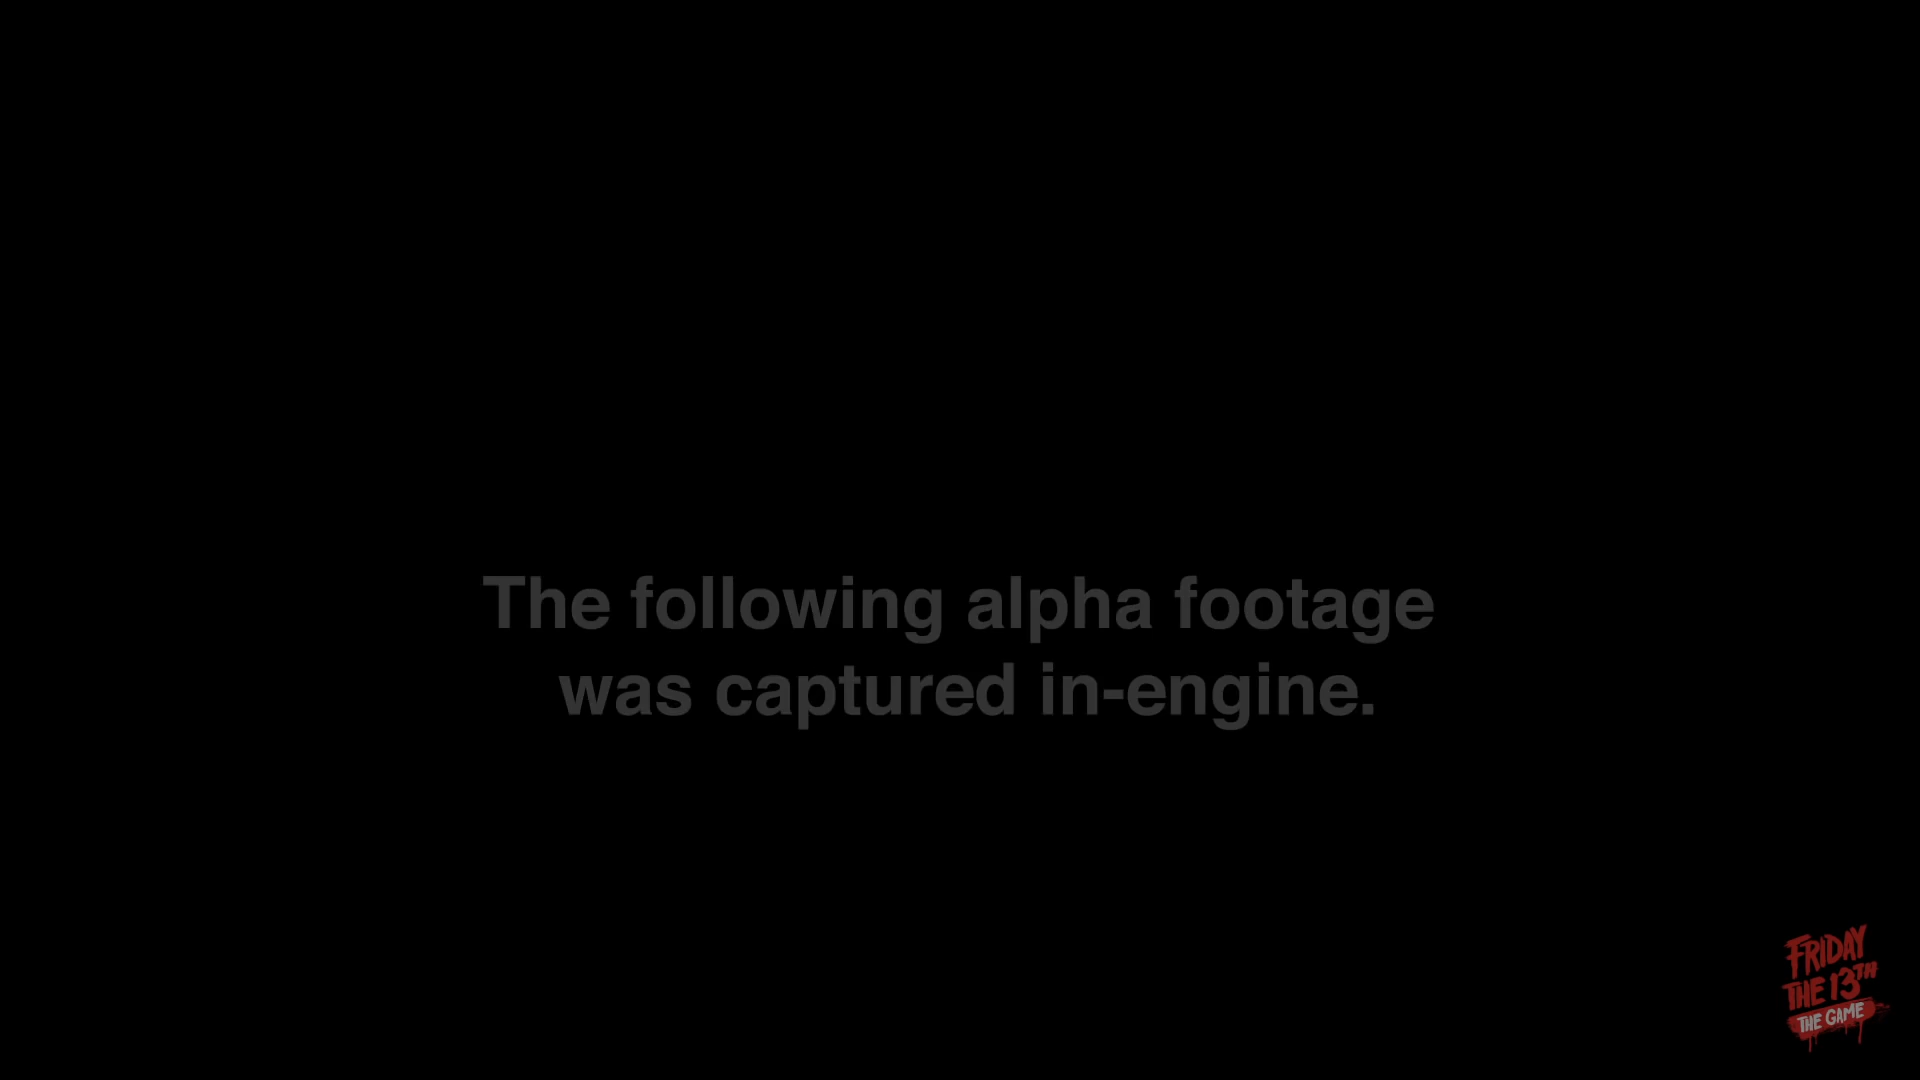 The following alpha footage
was captured in-engine.
FRIDAY
THE 13TH
THE GAME